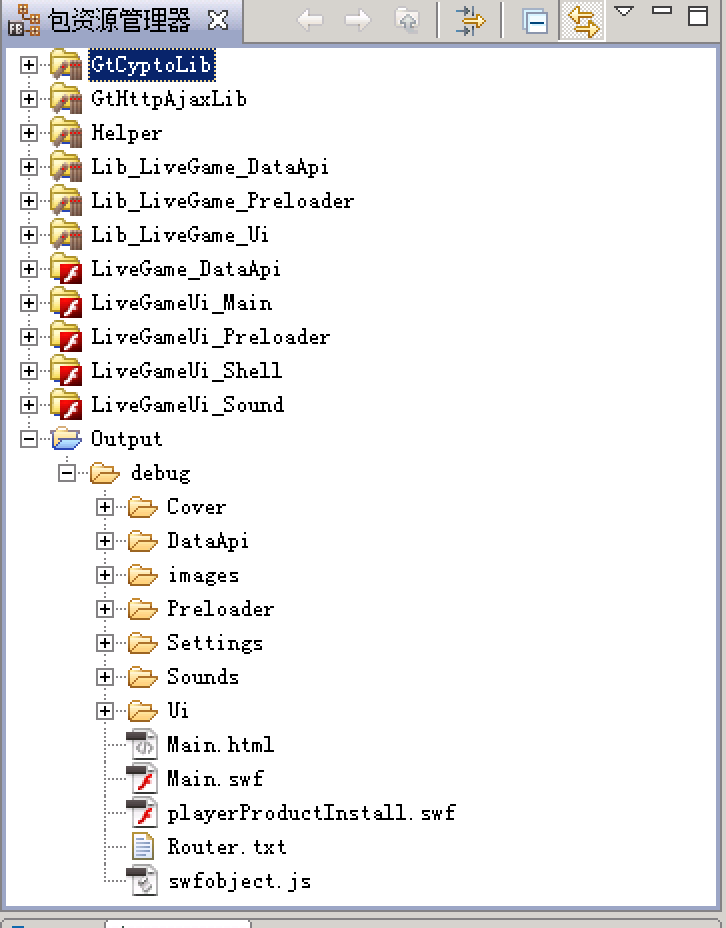 包资源管理器
GtCyptoLib
GtHttpAjaxLib
Helper
Lib_LiveGame_DataApi
Lib_LiveGame_Preloader
Lib_LiveGame_Ui
LiveGame_DataApi
LiveGameUi_Main
LiveGameUi_Preloader
LiveGameUi_Shell
LiveGameUi_Sound
Output
debug
Cover
DataApi
images
Preloader
Settings
Sounds
Ui
Main.html
Main.swf
playerProductInstall.swf
Router.txt
swfobject.js